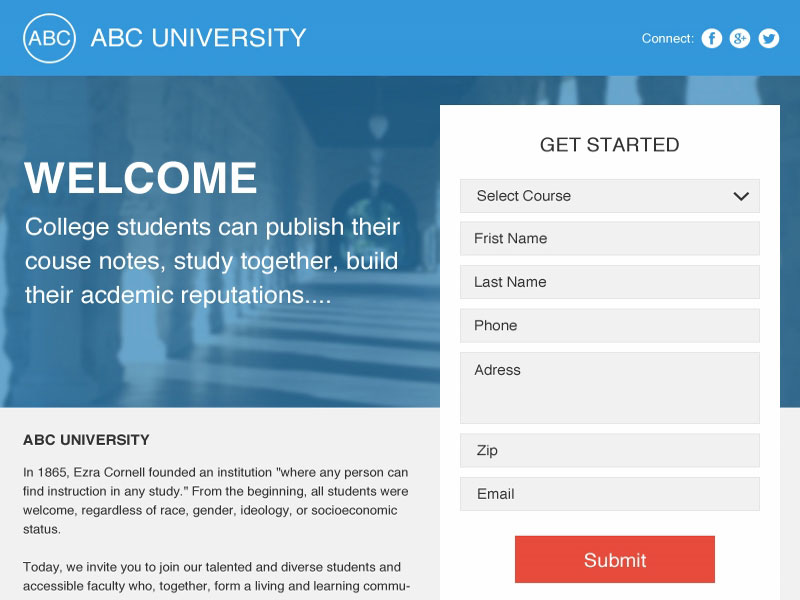 ABC
ABC UNIVERSITY
Connect:
f
g+
WELCOME
College students can publish their
couse notes, study together, build
their acdemic reputations....
GET STARTED
Select Course
Frist Name
Last Name
Phone
Adress
Zip
Email
Submit
ABC UNIVERSITY
In 1865, Ezra Cornell founded an institution "where any person can
find instruction in any study." From the beginning, all students were
welcome, regardless of race, gender, ideology, or socioeconomic
status.
Today, we invite you to join our talented and diverse students and
accessible faculty who, together, form a living and learning commu-